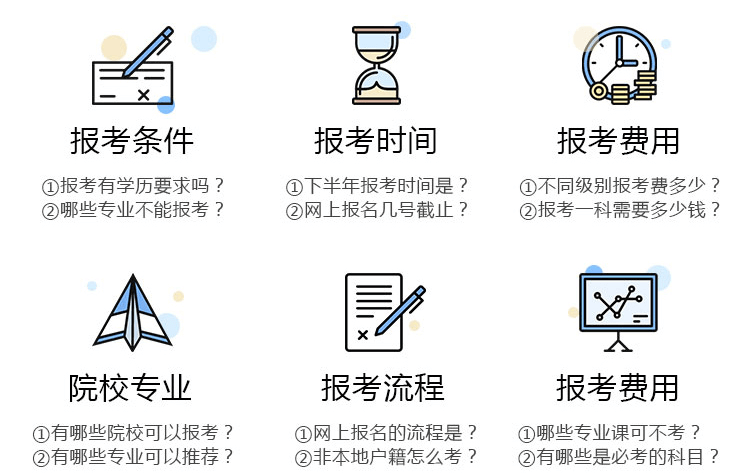 报考条件 报考时间 报考费用
①报考有学历要求吗？ ①下半年报考时间是？ ①不同级别报考费多少？
②哪些专业不能报考？ ②网上报名几号截止？ ②报考一科需要多少钱？
院校专业 报考流程 报考费用
①有哪些院校可以报考？ ①网上报名的流程是？ ①哪些专业课可不考？
②有哪些专业可以推荐？ ②非本地户籍怎么考？ ②有哪些是必考的科目？